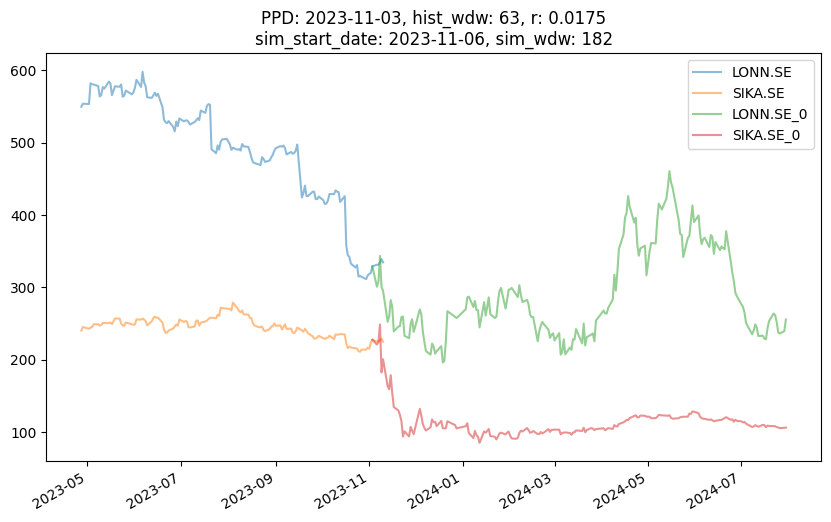 PPD: 2023-11-03, hist_wdw: 63, r: 0.0175
sim_start_date: 2023-11-06, sim_wdw: 182
600
500
400
300
200
100
LONN.SE
SIKA.SE
LONN.SE_0
SIKA.SE_0
2023-05
2023-07
2023-09
2023-11
2024-01
2024-03
2024-05
2024-07